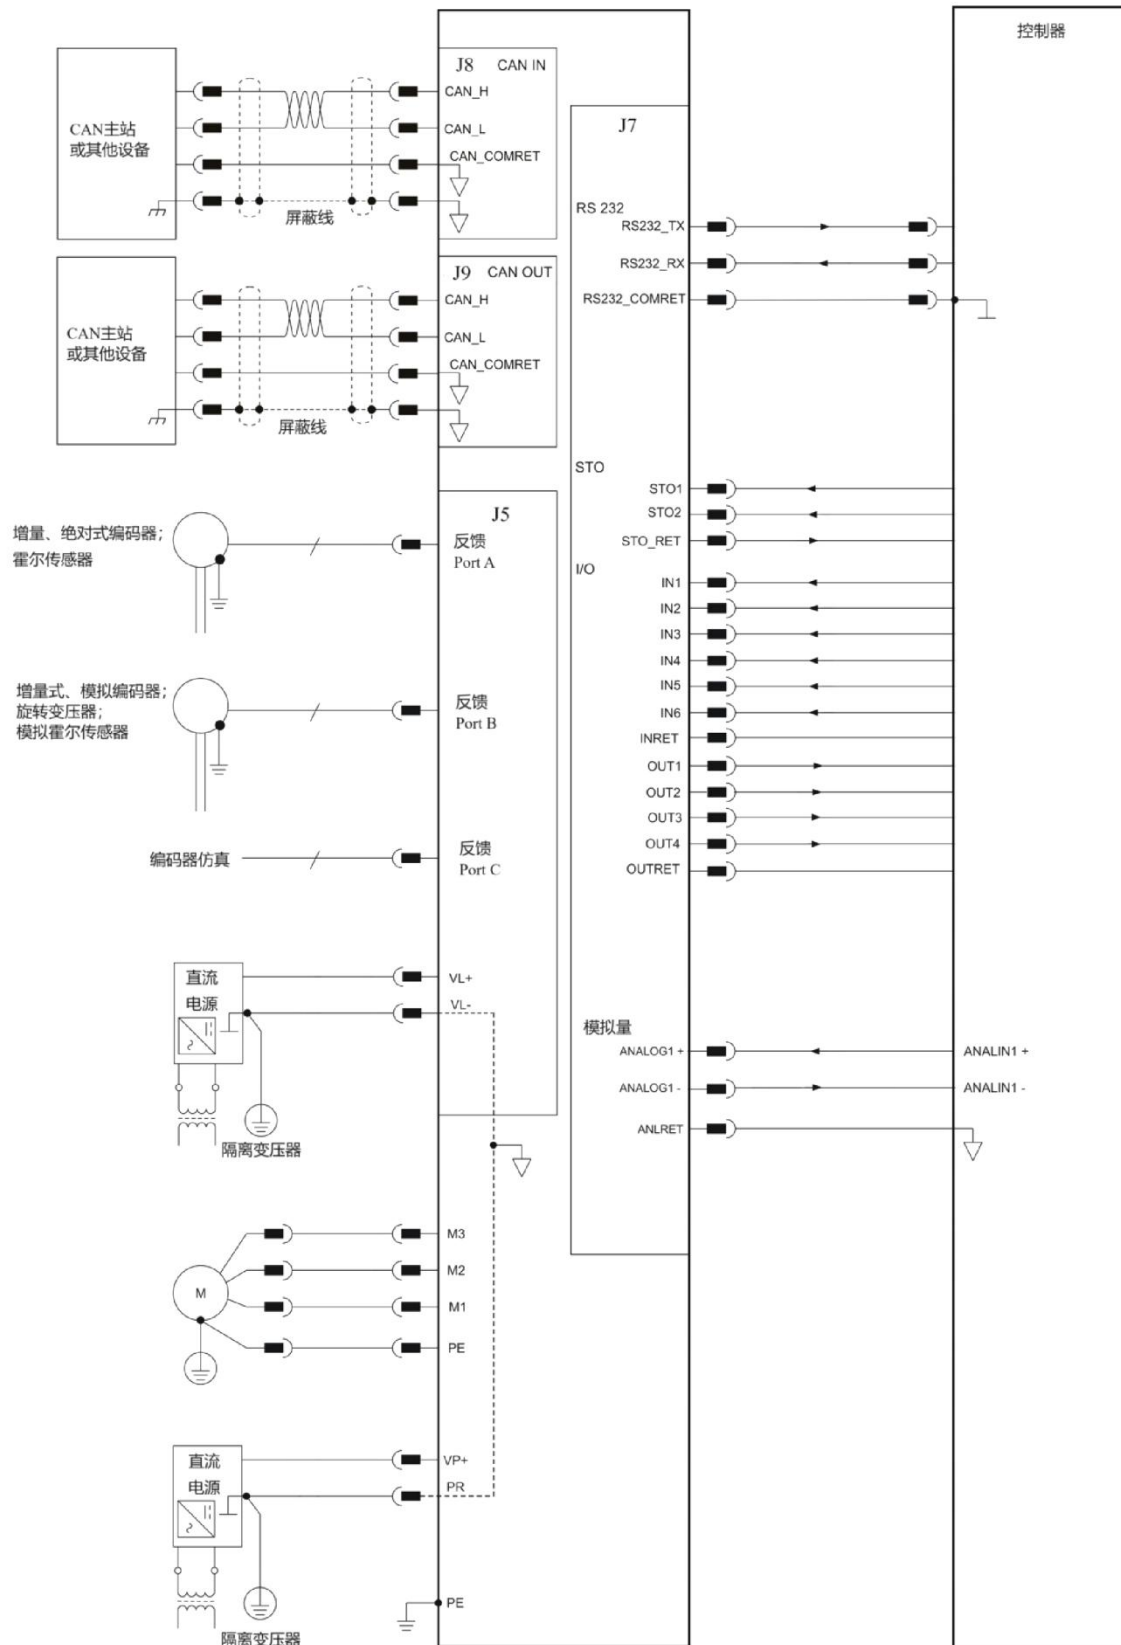 控制器
J8 CAN IN
CAN_H
CAN主站
或其他设备
CAN_L
CAN_COMRET
屏蔽线
J9 CAN OUT
CAN_H
CAN主站
或其他设备
CAN_L
CAN_COMRET
屏蔽线
J5
增量、绝对式编码器；
霍尔传感器
反馈
Port A
增量式、模拟编码器；
旋转变压器；
模拟霍尔传感器
反馈
Port B
编码器仿真
反馈
Port C
直流
电源
VL+
VL-
隔离变压器
M3
M2
M
M1
PE
直流
电源
VP+
PR
隔离变压器
PE
J7
RS 232
RS232_TX
RS232_RX
RS232_COMRET
STO
STO1
STO2
STO_RET
I/O
IN1
IN2
IN3
IN4
IN5
IN6
INRET
OUT1
OUT2
OUT3
OUT4
OUTRET
模拟量
ANALOG1 +
ANALOG1 -
ANLRET
ANALIN1 +
ANALIN1 -